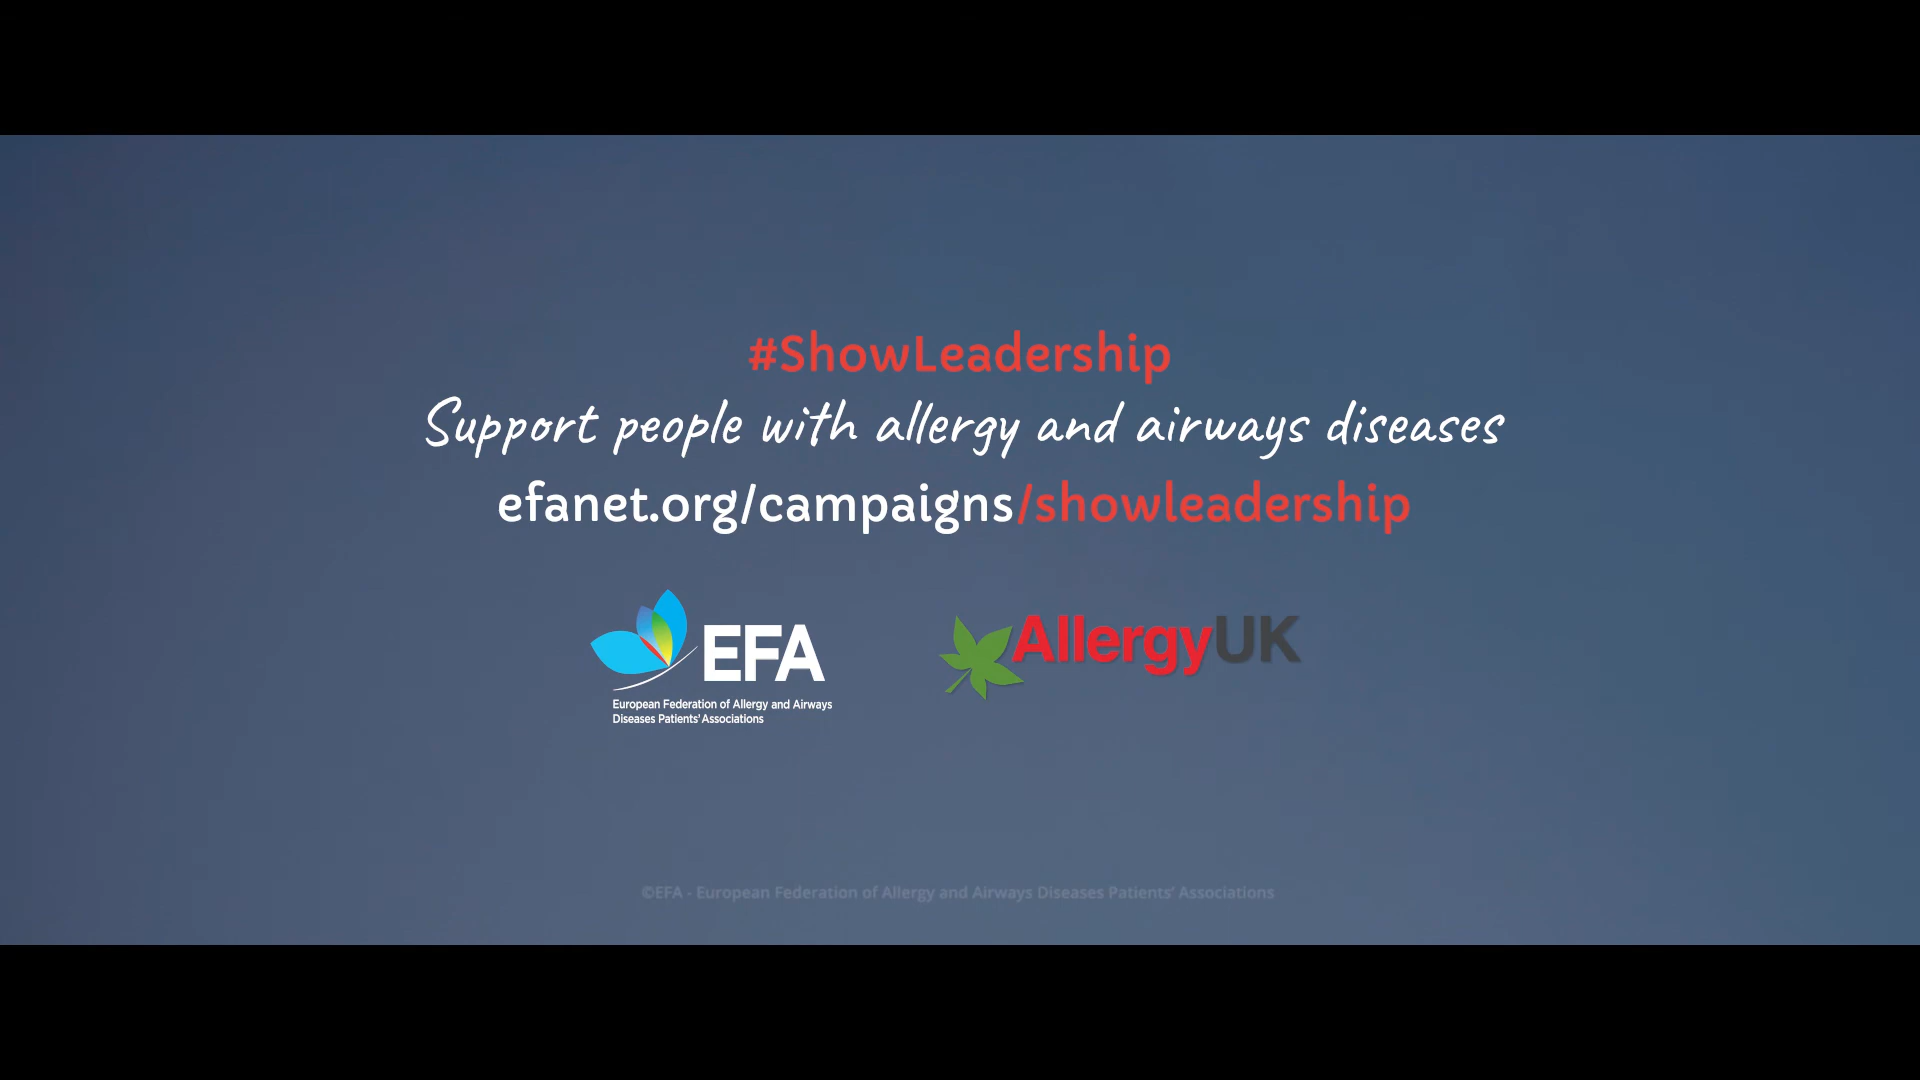 #ShowLeadership
Support people with allergy and airways diseases
efanet.org/campaigns/showleadership
EFA
European Federation of Allergy and Airways
Diseases Patients' Associations
AllergyUK
©EFA - European Federation of Allergy and Airways Diseases Patients’ Associations